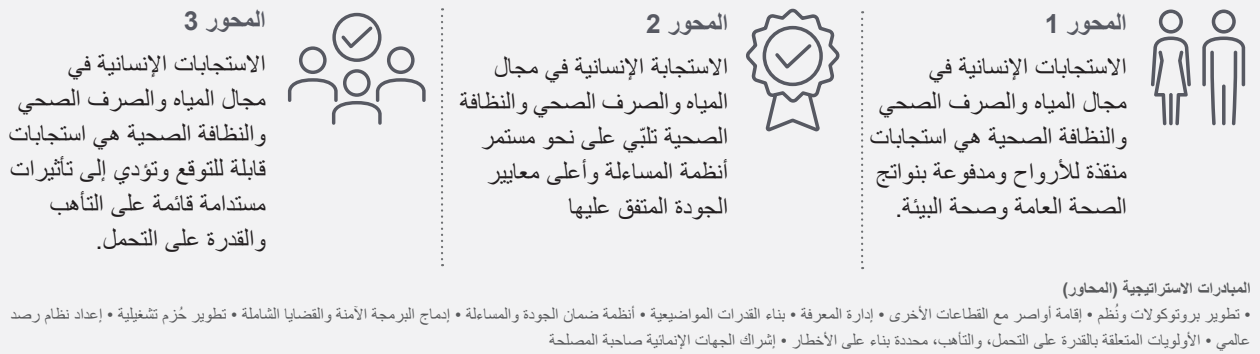 المحور 1
الاستجابات الإنسانية في
مجال المياه والصرف الصحي
والنظافة الصحية هي استجابات
منقذة للأرواح ومدفوعة بنواتج
الصحة العامة وصحة البيئة.
المحور 2
الاستجابة الإنسانية في مجال
المياه والصرف الصحي والنظافة
الصحية تلبّي على نحو مستمر
أنظمة المساءلة وأعلى معايير
الجودة المتفق عليها
المحور 3
الاستجابات الإنسانية في
مجال المياه والصرف الصحي
والنظافة الصحية هي استجابات
قابلة للتوقع وتؤدي إلى تأثيرات
مستدامة قائمة على التأهب
والقدرة على التحمل.
المبادرات الاستراتيجية (المحاور)
• تطوير بروتوكولات ونُظم • إقامة أواصر مع القطاعات الأخرى • إدارة المعرفة • بناء القدرات المواضيعية • أنظمة ضمان الجودة والمساءلة • إدماج البرمجة الآمنة والقضايا الشاملة • تطوير حُزم تشغيلية • إعداد نظام رصد
عالمي • الأولويات المتعلقة بالقدرة على التحمل، والتأهب، محددة بناء على الأخطار • إشراك الجهات الإنمائية صاحبة المصلحة